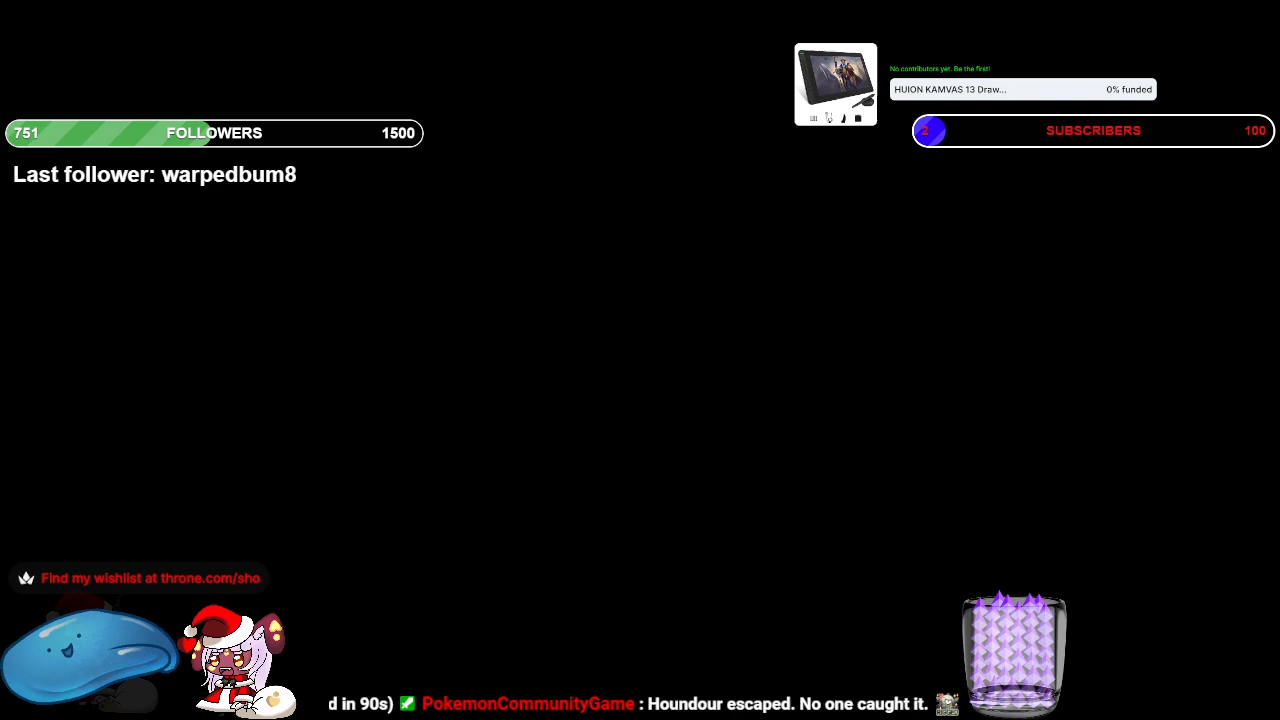 No contributors yet. Be the first!
HUION KAMVAS 13 Draw... 0% funded
751 FOLLOWERS 1500
2 SUBSCRIBERS 100
Last follower: warpedbum8
Find my wishlist at throne.com/sho
d in 90s) PokemonCommunityGame : Houndour escaped. No one caught it.